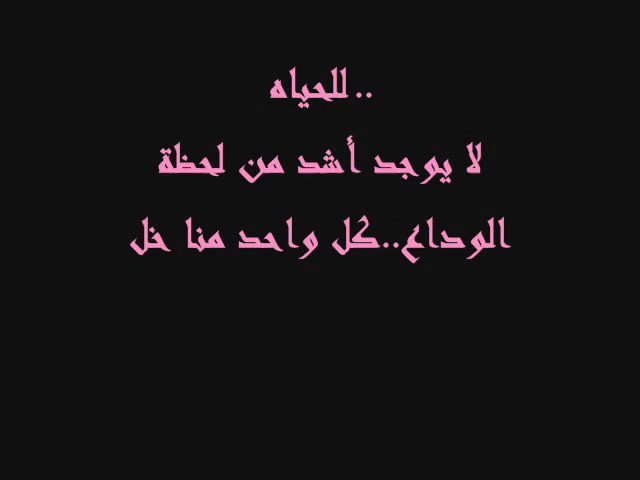 ..للحياه
لا يوجد أشد من لحظة
الوداع..كل واحد منا خل